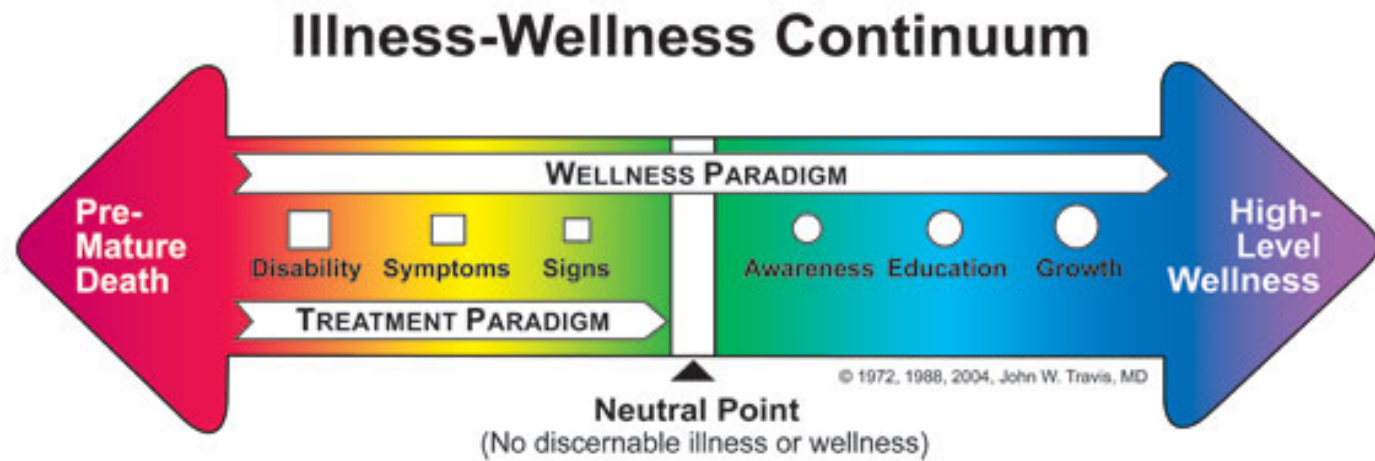 Illness-Wellness Continuum
WELLNESS PARADIGM
Pre-
Mature
Death
Disability Symptoms Signs
Awareness Education Growth
High-
Level
Wellness
TREATMENT PARADIGM
© 1972, 1988, 2004, John W. Travis, MD
Neutral Point
(No discernable illness or wellness)